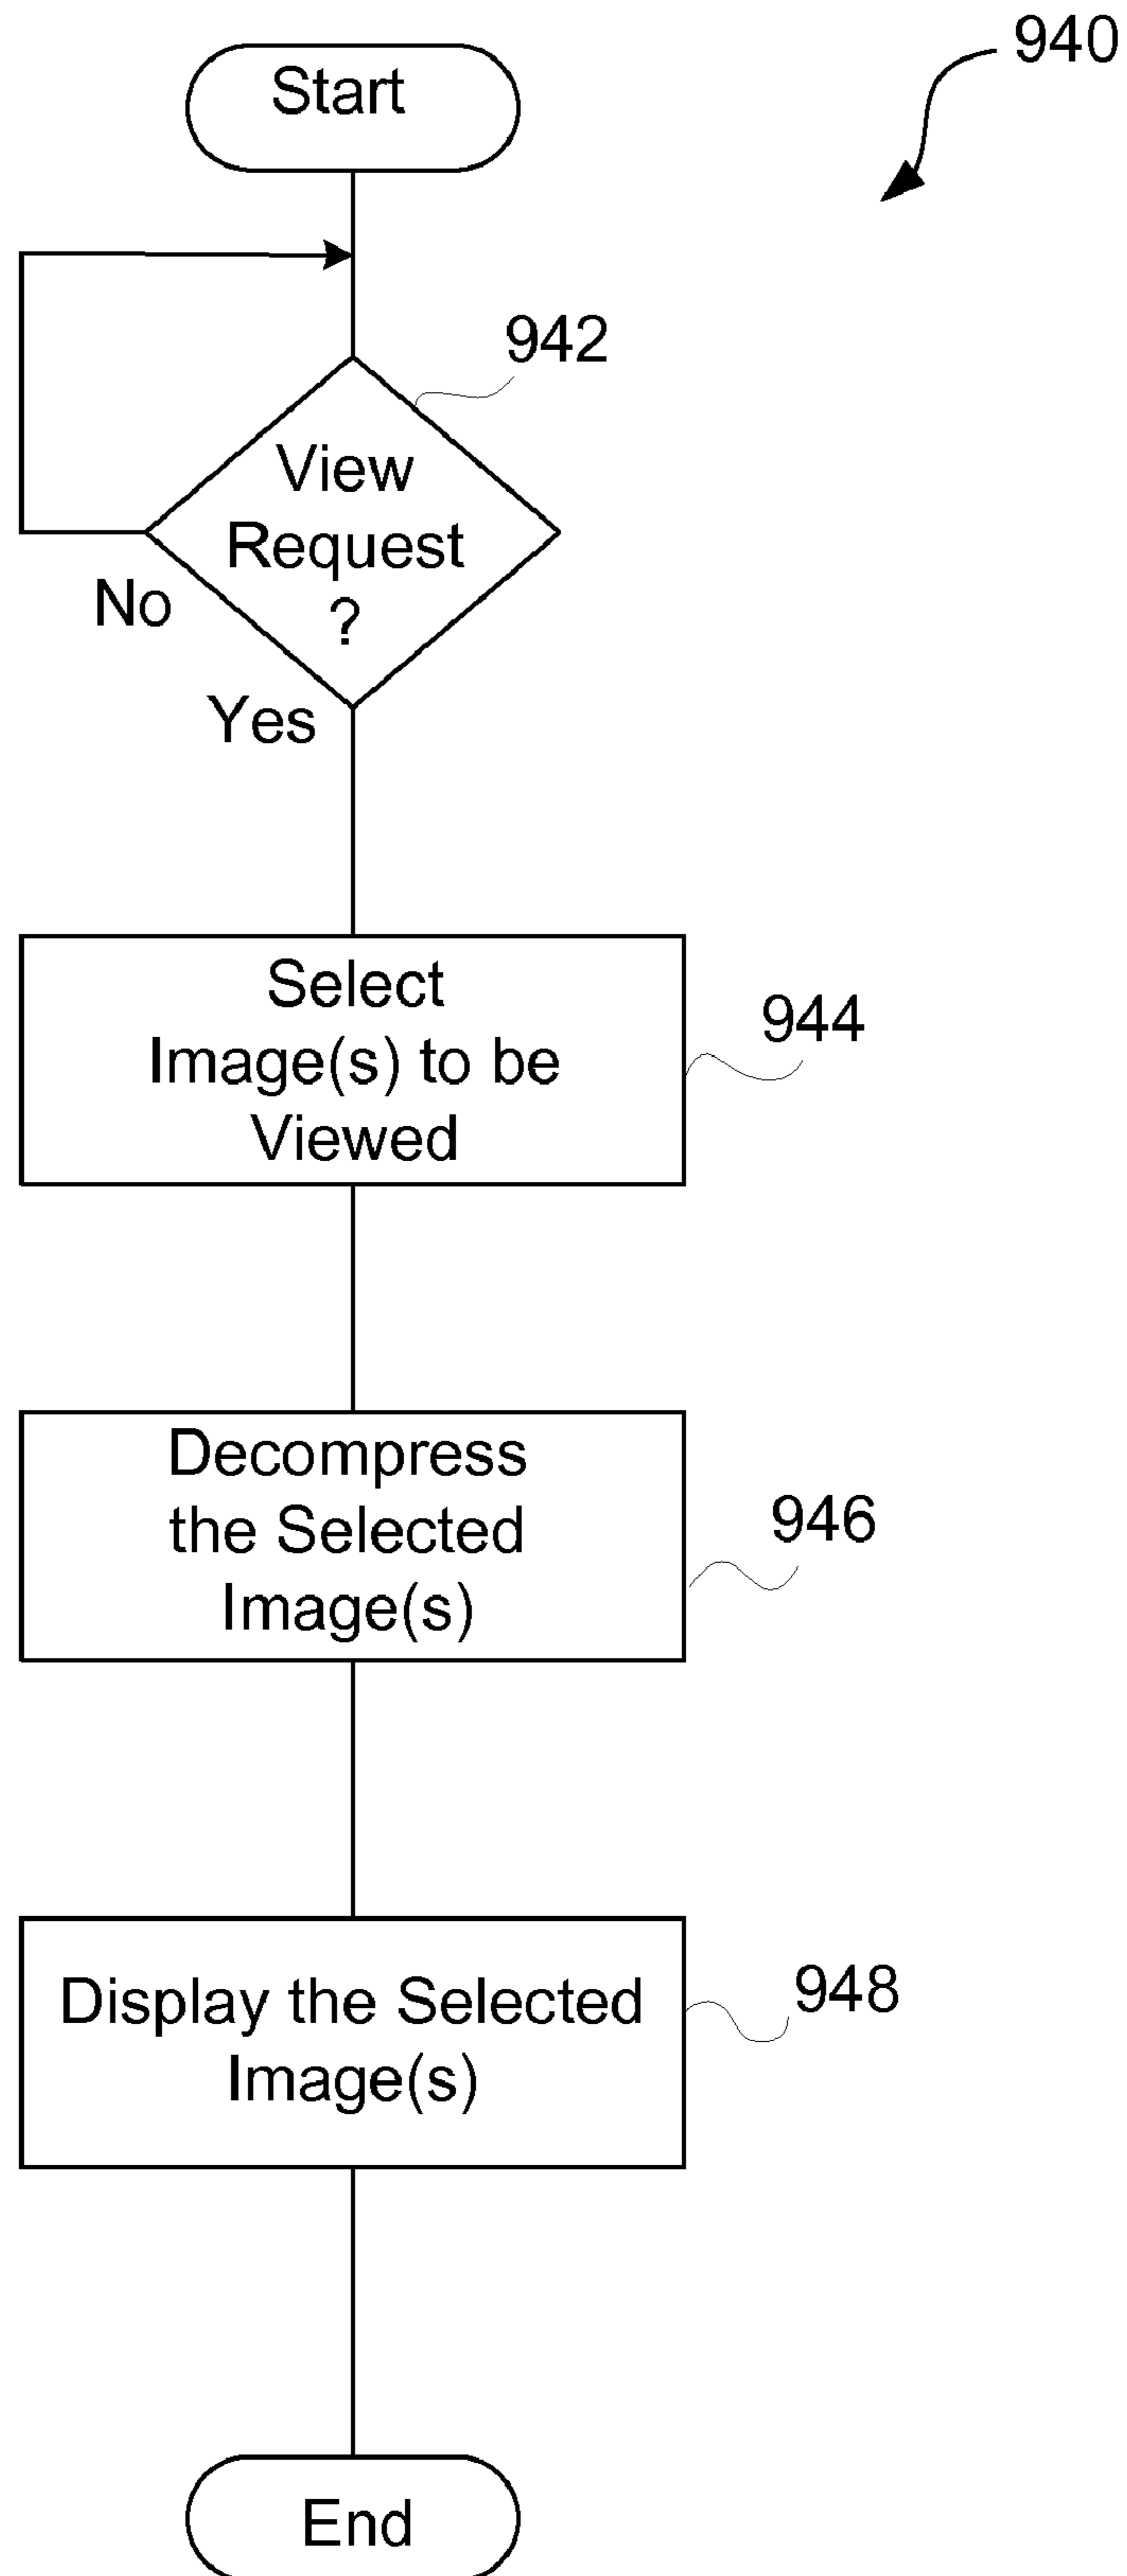 Start
940
942
View
Request
?
No
Yes
Select
Image(s) to be
Viewed
944
Decompress
the Selected
Image(s)
946
Display the Selected
Image(s)
948
End